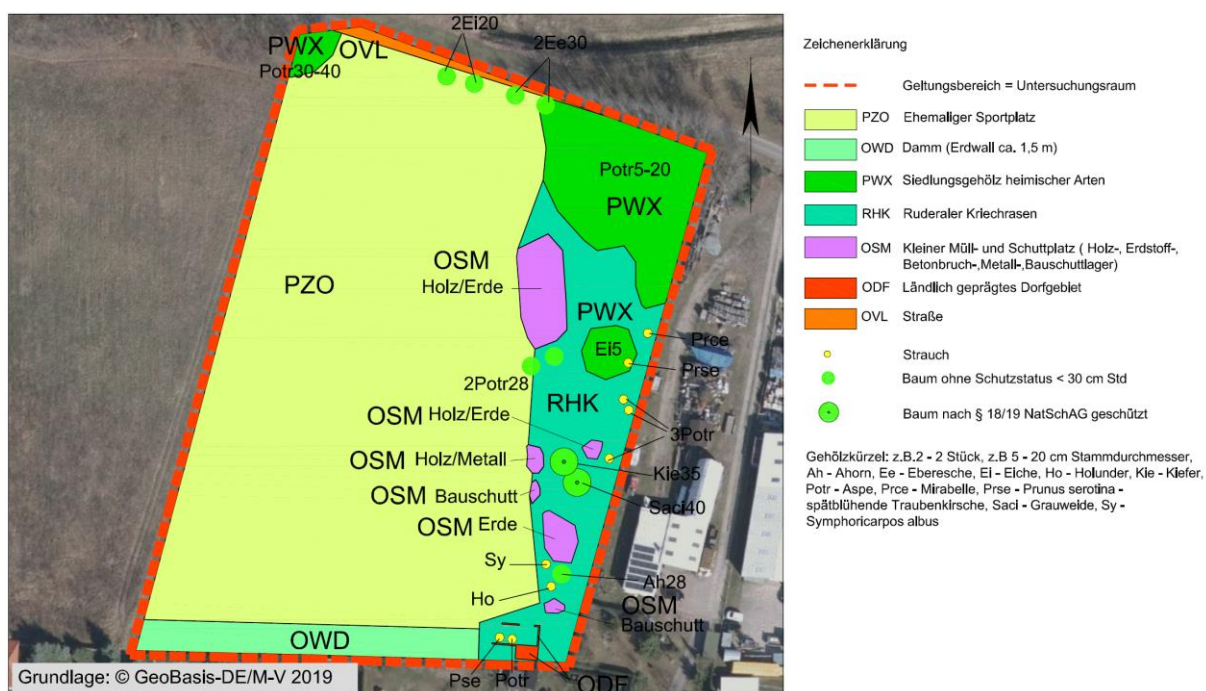 2Ei20
2Ee30
PWX
OVL
Potr30-40
Potr5-20
PWX
OSM
Holz/Erde
PZO
PWX
Prce
Ei5
Prse
2Potr28
RHK
OSM Holz/Erde
3Potr
OSM Holz/Metall
Kie35
OSM Bauschutt
Saci40
OSM Erde
Sy
Ah28
Ho
OSM
Bauschutt
OWD
Pse
Potr
ODF
Grundlage: © GeoBasis-DE/M-V 2019
Zeichenerklärung
Geltungsbereich = Untersuchungsraum
PZO Ehemaliger Sportplatz
OWD Damm (Erdwall ca. 1,5 m)
PWX Siedlungsgehölz heimischer Arten
RHK Ruderaler Kriechrasen
OSM Kleiner Müll- und Schuttplatz ( Holz-, Erdstoff-,
Betonbruch-,Metall-,Bauschuttlager)
ODF Ländlich geprägtes Dorfgebiet
OVL Straße
Strauch
Baum ohne Schutzstatus < 30 cm Std
Baum nach § 18/19 NatSchAG geschützt
Gehölzkürzel: z.B.2 - 2 Stück, z.B 5 - 20 cm Stammdurchmesser,
Ah - Ahorn, Ee - Eberesche, Ei - Eiche, Ho - Holunder, Kie - Kiefer,
Potr - Aspe, Prce - Mirabelle, Prse - Prunus serotina -
spätblühende Traubenkirsche, Saci - Grauweide, Sy -
Symphoricarpos albus